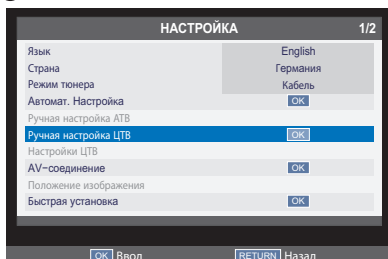 НАСТРОЙКА 1/2
Язык English
Страна Германия
Режим тюнера Кабель
Автомат. Настройка OK
Ручная настройка АТВ
Ручная настройка ЦТВ OK
Настройки ЦТВ
AV-соединение OK
Положение изображения
Быстрая установка OK
OK Ввод RETURN Назад